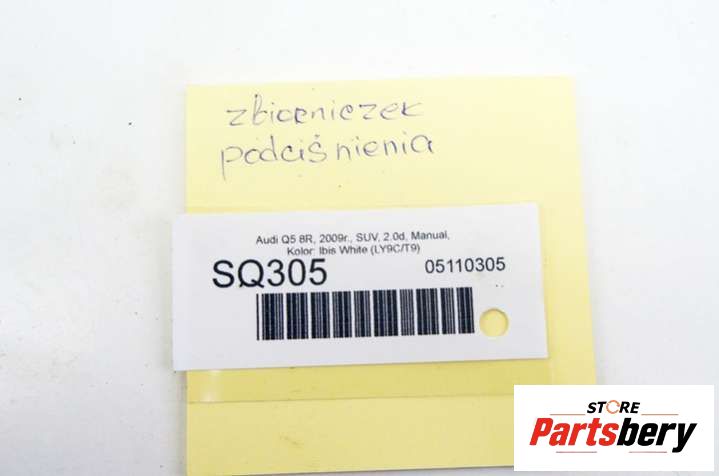 zbiorniczek
podciśnienia
Audi Q5 8R, 2009r., SUV, 2.0d, Manual,
Kolor: Ibis White (LY9C/T9)
SQ305 05110305
STORE
Partsbery